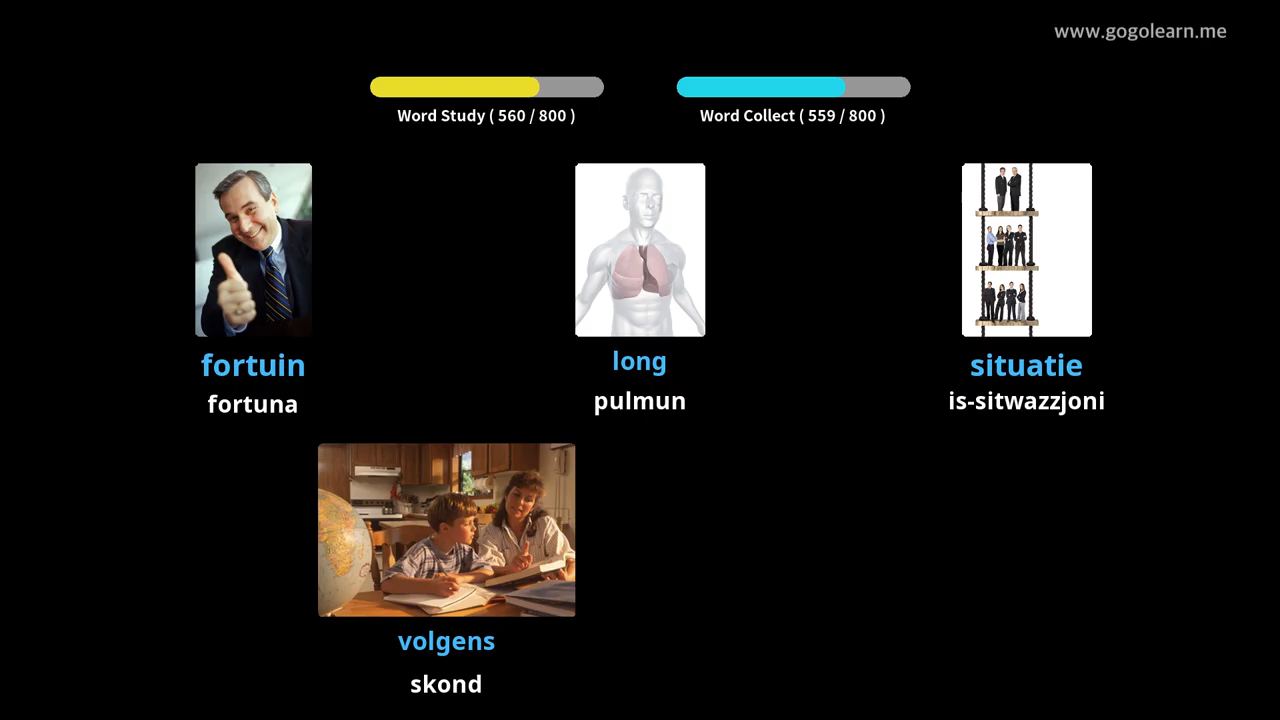 www.gogolearn.me
Word Study ( 560 / 800 )
Word Collect ( 559 / 800 )
fortuin
fortuna
long
pulmun
situatie
is-sitwazzjoni
volgens
skond